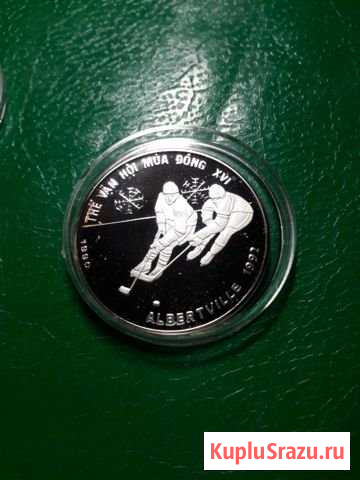 THẾ VẬN HỘI MÙA ĐÔNG XVI
1990
ALBERTVILLE 1992
KupluSrazu.ru